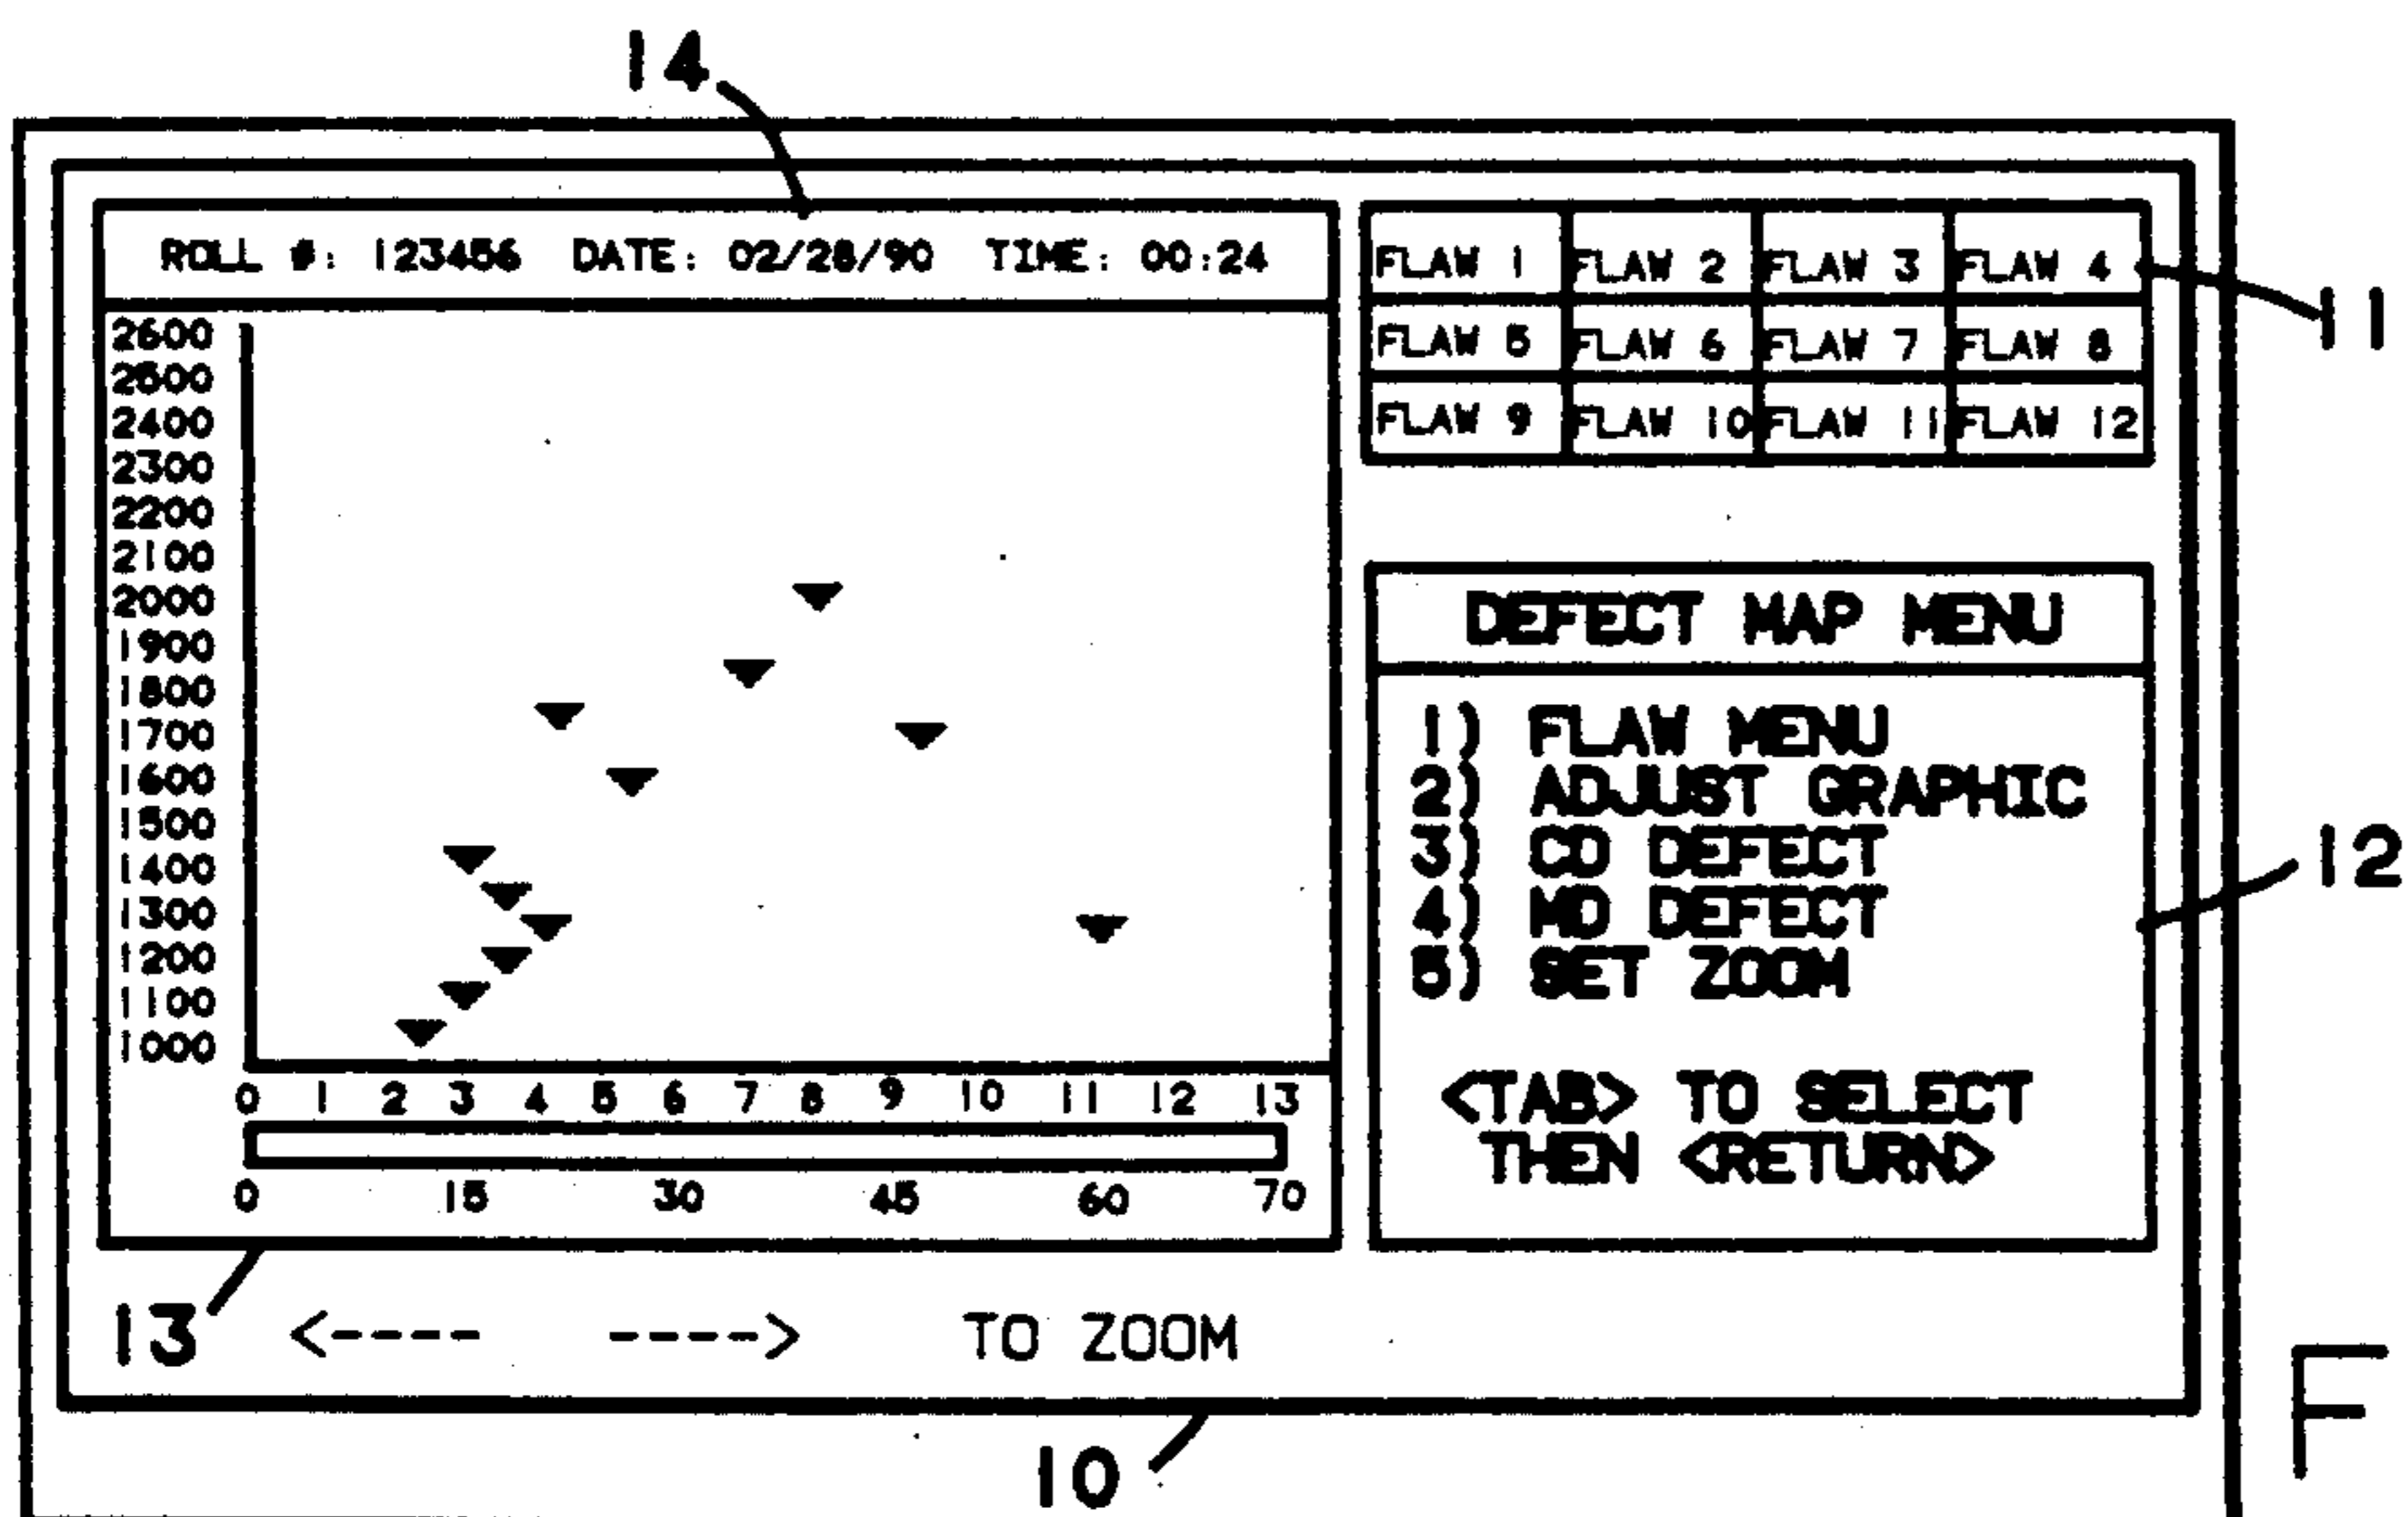 14
ROLL #: 123456 DATE: 02/28/90 TIME: 00:24
2600
2500
2400
2300
2200
2100
2000
1900
1800
1700
1600
1500
1400
1300
1200
1100
1000
0 1 2 3 4 5 6 7 8 9 10 11 12 13
0 15 30 45 60 70
FLAW 1 FLAW 2 FLAW 3 FLAW 4
FLAW 5 FLAW 6 FLAW 7 FLAW 8
FLAW 9 FLAW 10 FLAW 11 FLAW 12
11
DEFECT MAP MENU
1) FLAW MENU
2) ADJUST GRAPHIC
3) CD DEFECT
4) MD DEFECT
5) SET ZOOM
<TAB> TO SELECT
THEN <RETURN>
12
13
<---- ----> TO ZOOM
10
F